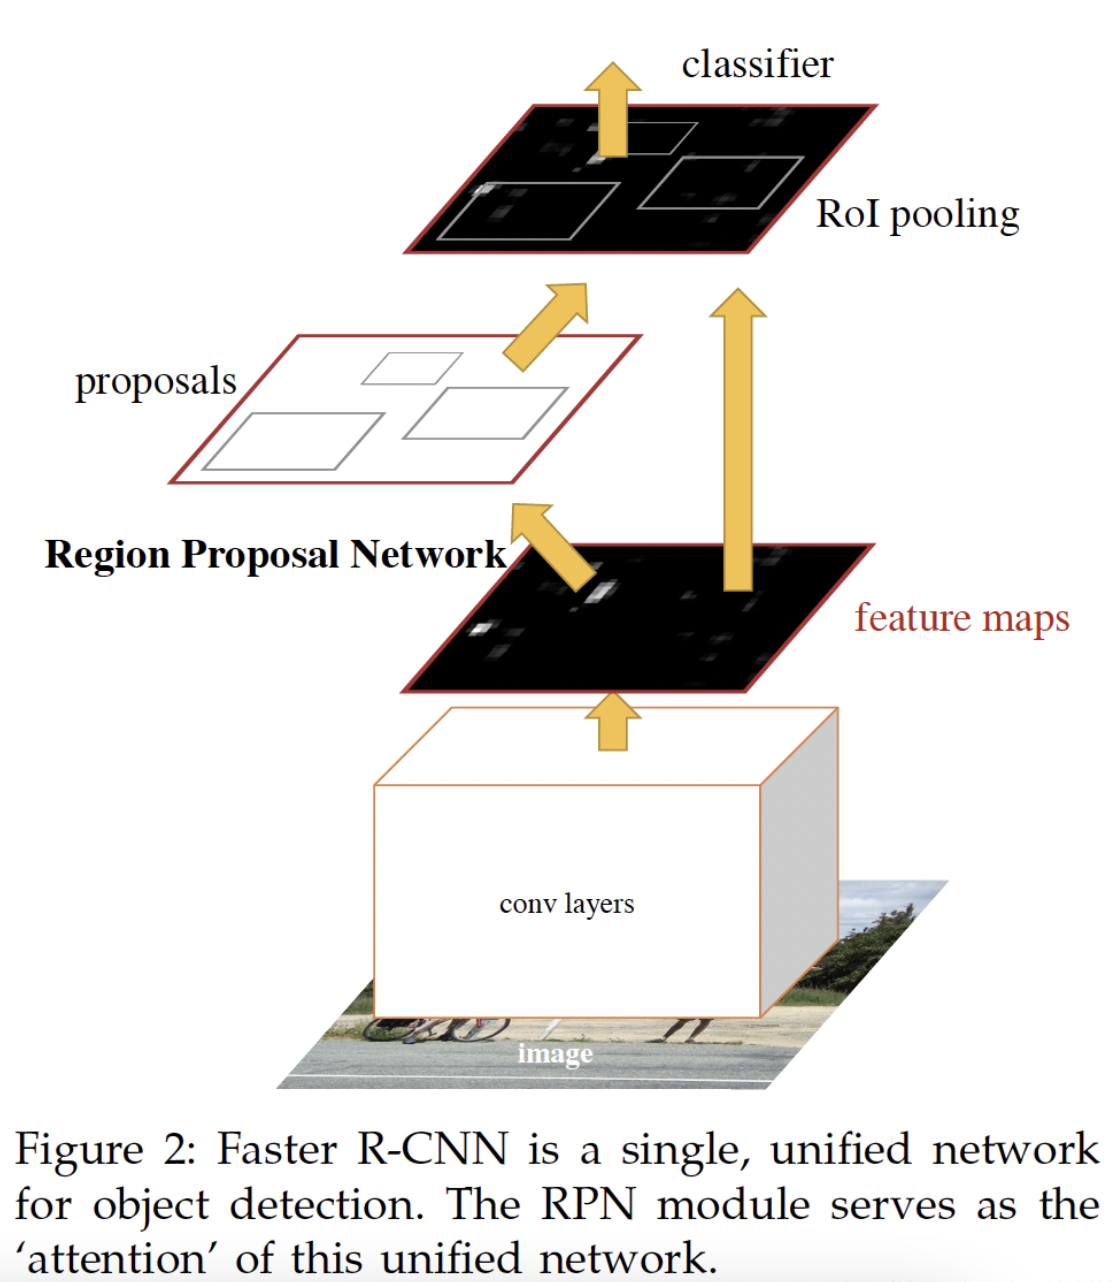 classifier
RoI pooling
proposals
Region Proposal Network
feature maps
conv layers
image
Figure 2: Faster R-CNN is a single, unified network
for object detection. The RPN module serves as the
‘attention’ of this unified network.